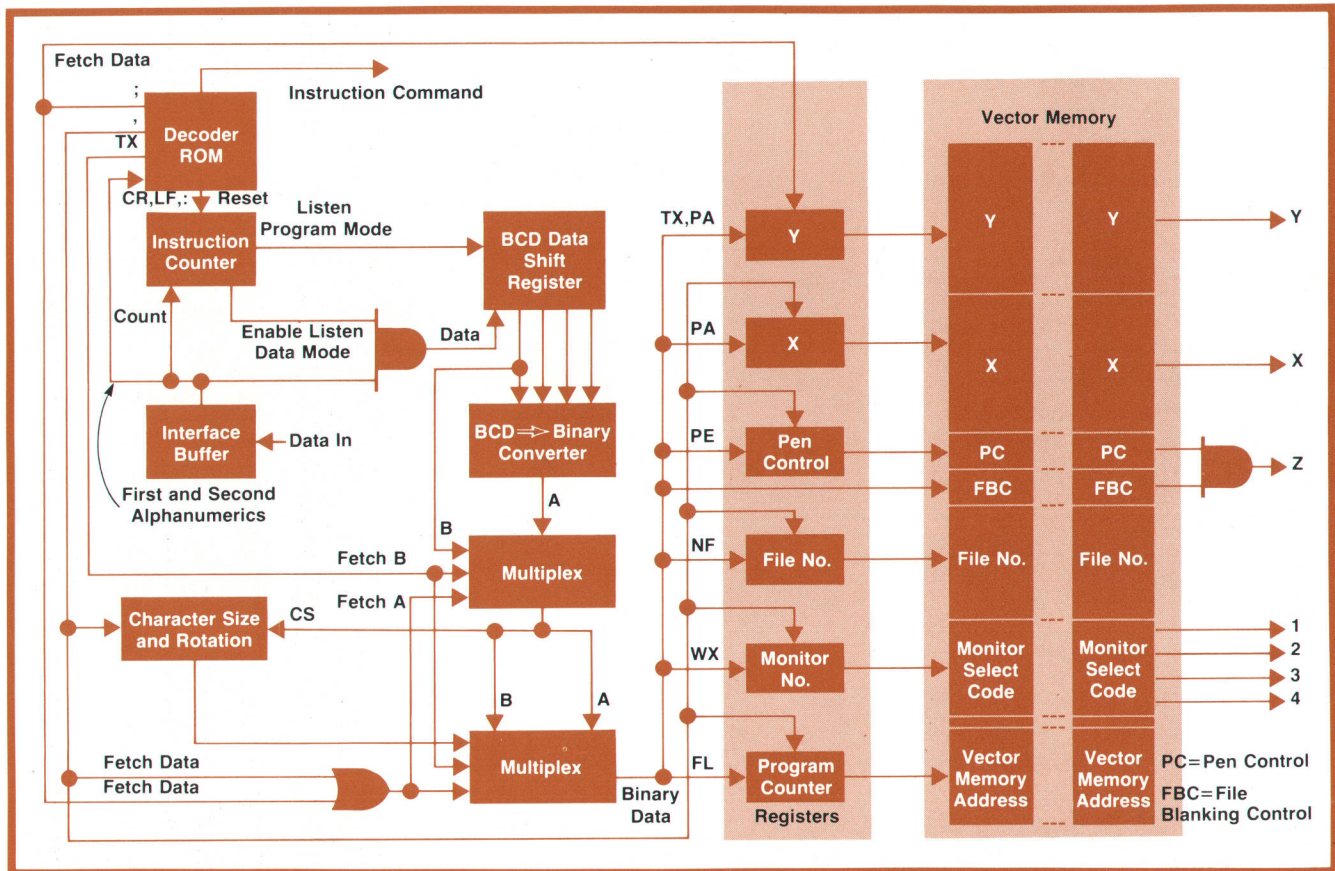 Fetch Data
;
,
TX
Instruction Command
Decoder
ROM
CR,LF,:
Reset
Listen
Program Mode
Instruction
Counter
Count
Enable Listen
Data Mode
Data
BCD Data
Shift
Register
Interface
Buffer
Data In
First and Second
Alphanumerics
BCD ⇒ Binary
Converter
A
B
Fetch B
Multiplex
Fetch A
CS
Character Size
and Rotation
B
A
Multiplex
Fetch Data
Fetch Data
Binary
Data
TX,PA
Y
PA
X
PE
Pen
Control
NF
File No.
WX
Monitor
No.
FL
Program
Counter
Registers
Vector Memory
Y
Y
Y
X
X
X
PC
PC
Z
FBC
FBC
File No.
File No.
Monitor
Select
Code
Monitor
Select
Code
1
2
3
4
Vector
Memory
Address
Vector
Memory
Address
PC=Pen Control
FBC=File
Blanking Control